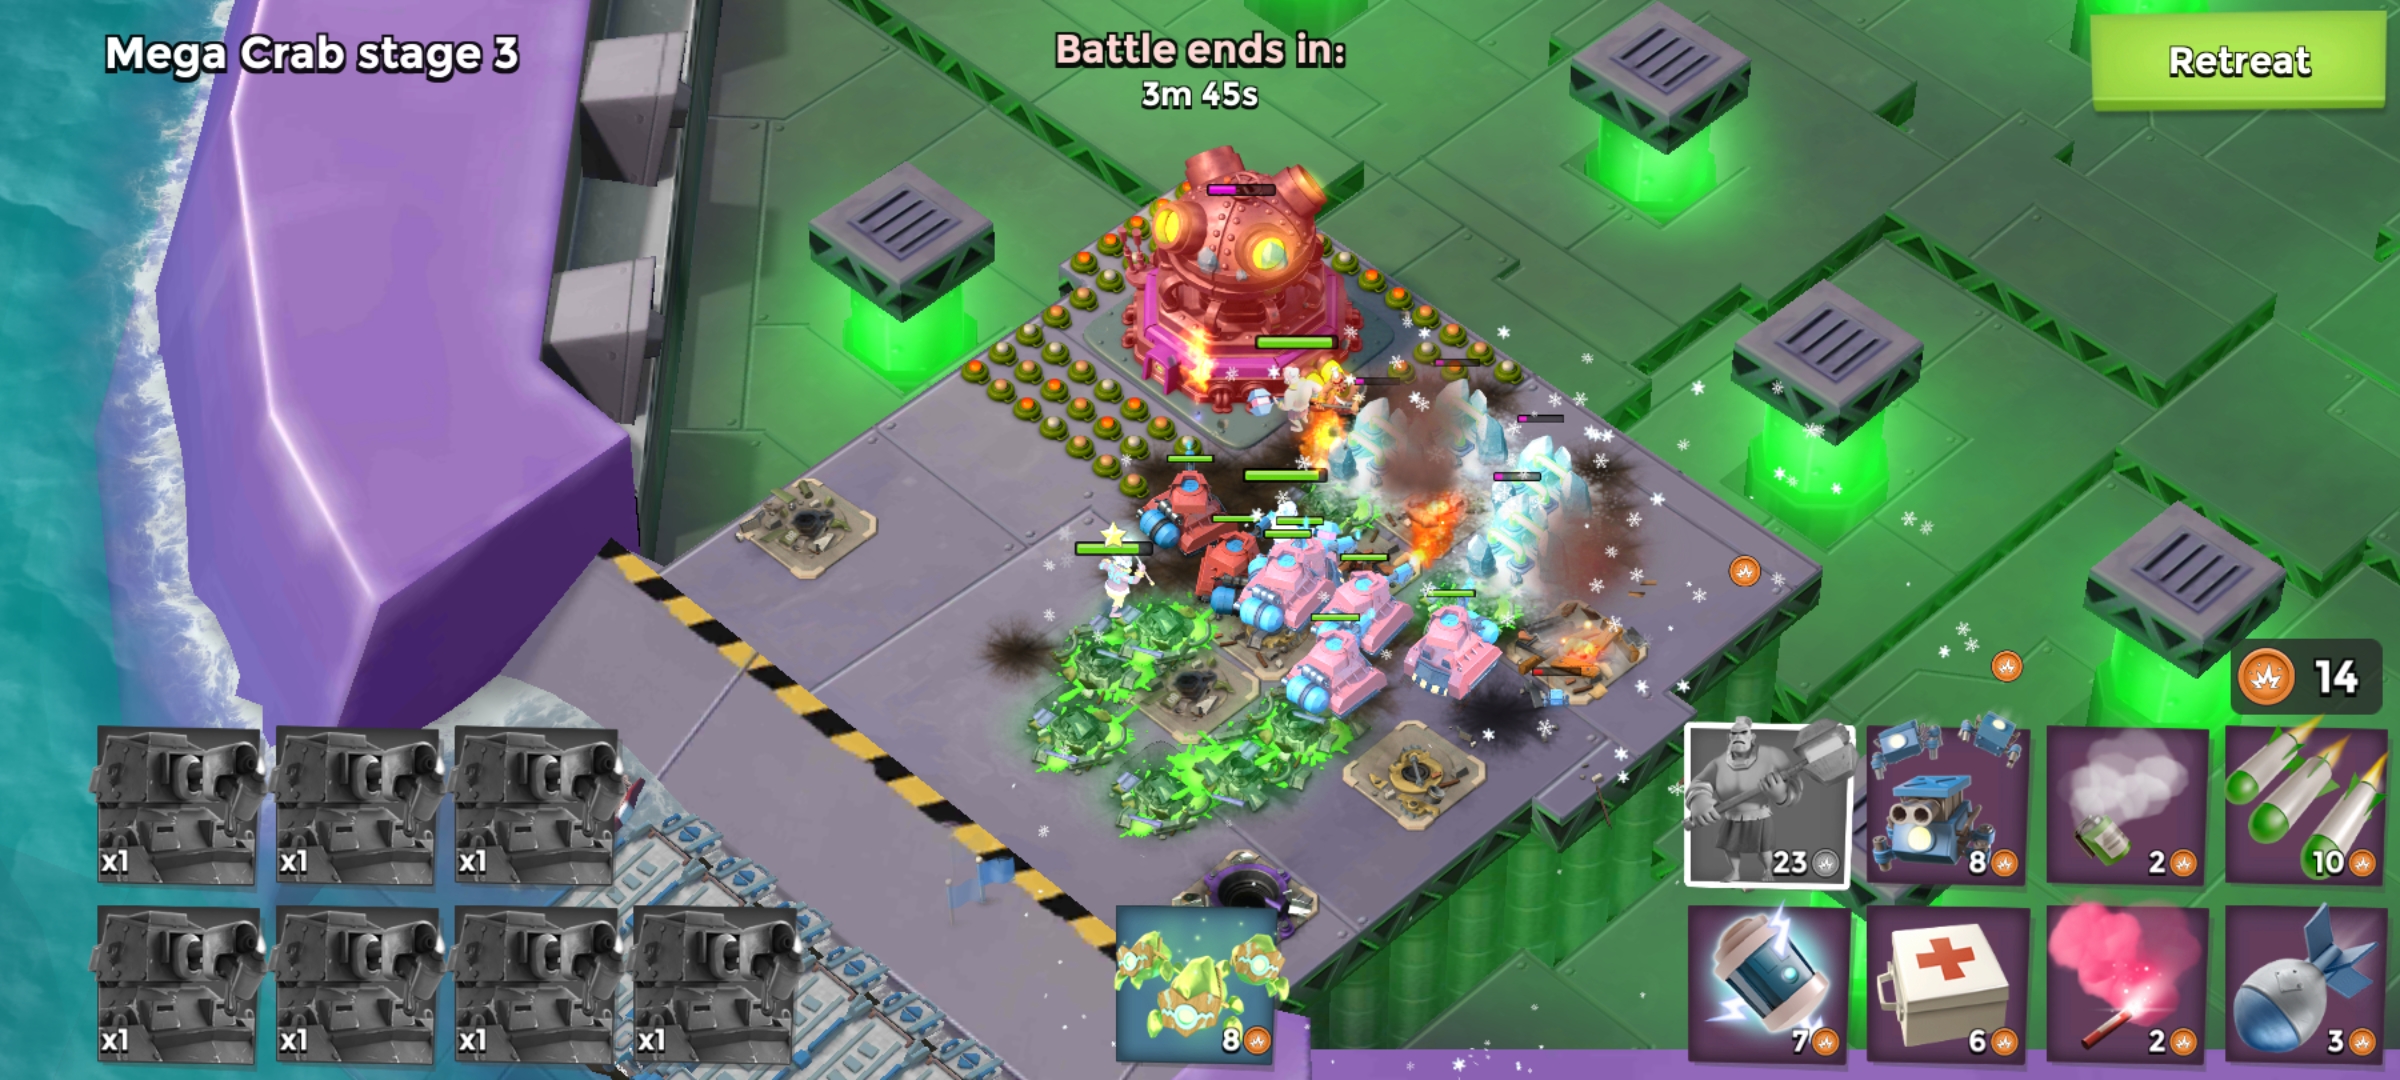 Mega Crab stage 3
Battle ends in:
3m 45s
Retreat
14
x1
x1
x1
23
8
2
10
x1
x1
x1
x1
8
7
6
2
3